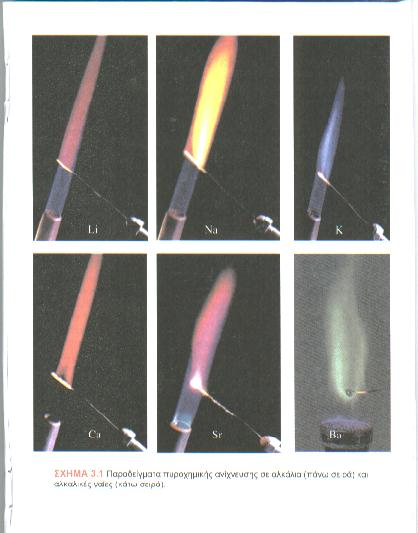 Li
Na
K
Ca
Sr
Ba
ΣΧΗΜΑ 3.1 Παραδείγματα πυροχημικής ανίχνευσης σε αλκάλια (πάνω σειρά) και
αλκαλικές γαίες (κάτω σειρά).